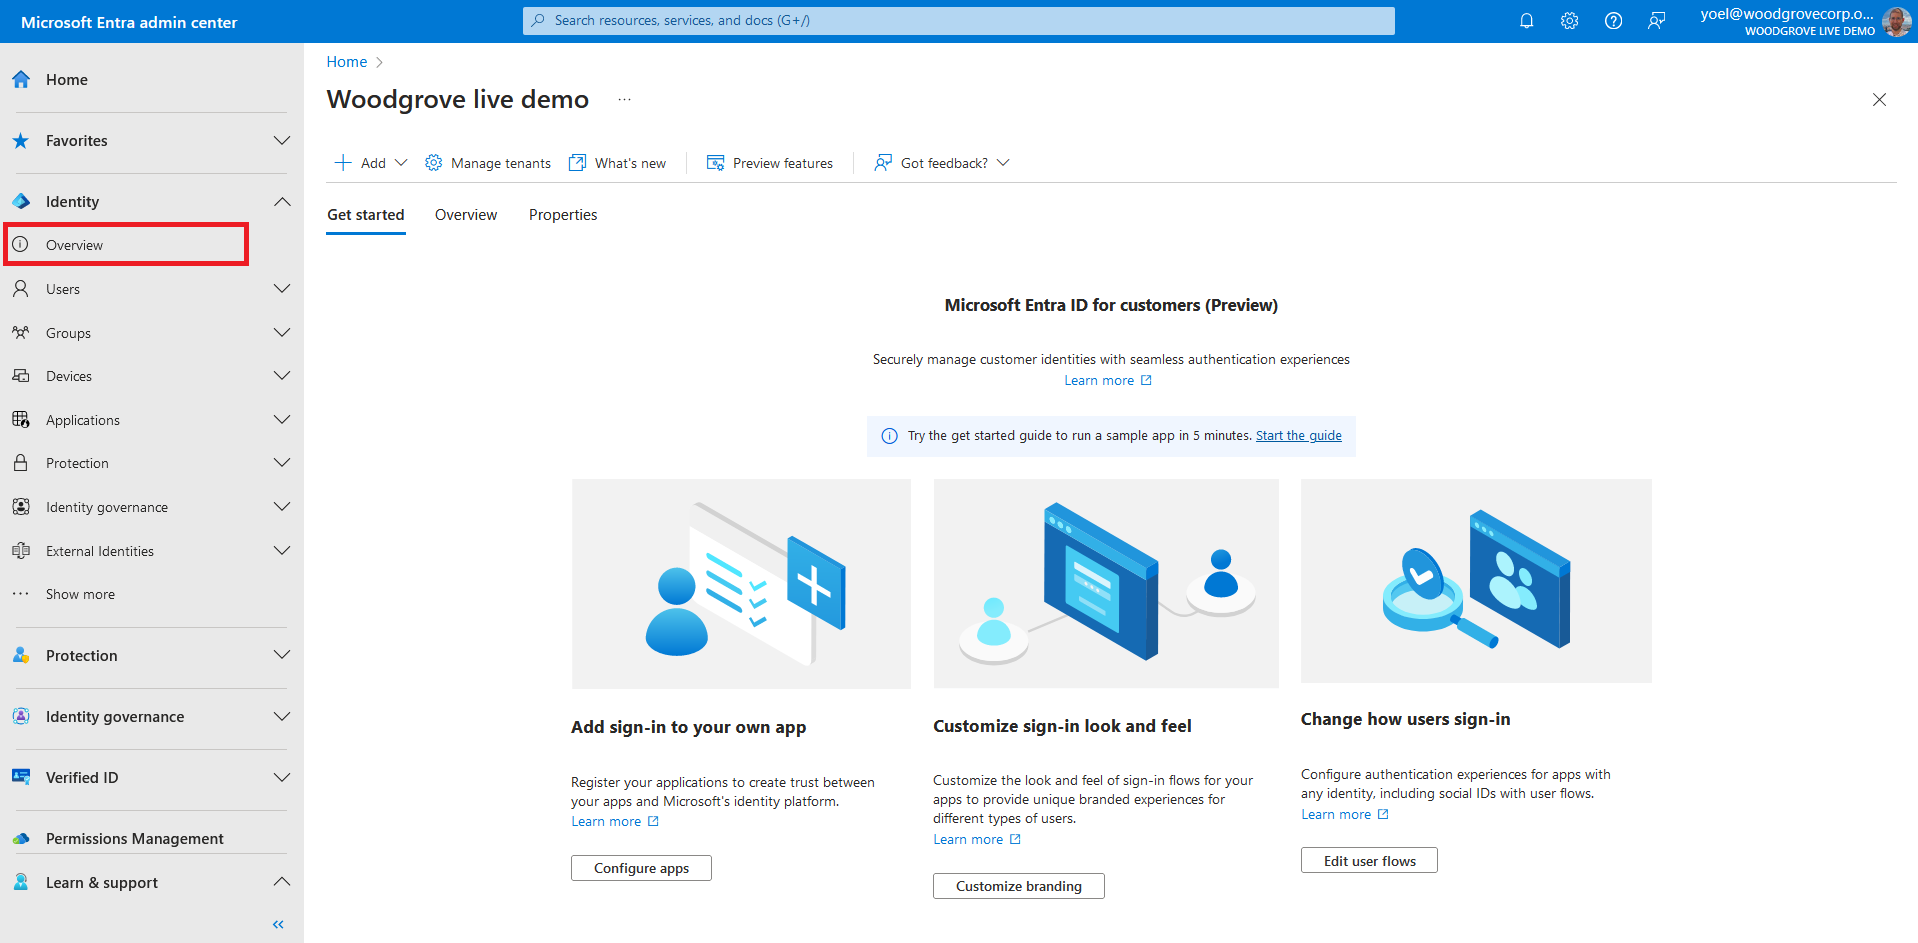 Microsoft Entra admin center
Search resources, services, and docs (G+/)
yoel@woodgrovecorp.o...
WOODGROVE LIVE DEMO
Home
Favorites
Identity
Overview
Users
Groups
Devices
Applications
Protection
Identity governance
External Identities
Show more
Protection
Identity governance
Verified ID
Permissions Management
Learn & support
Home
Woodgrove live demo
Add
Manage tenants
What's new
Preview features
Got feedback?
Get started
Overview
Properties
Microsoft Entra ID for customers (Preview)
Securely manage customer identities with seamless authentication experiences
Learn more
Try the get started guide to run a sample app in 5 minutes. Start the guide
Add sign-in to your own app
Register your applications to create trust between
your apps and Microsoft's identity platform.
Learn more
Configure apps
Customize sign-in look and feel
Customize the look and feel of sign-in flows for your
apps to provide unique branded experiences for
different types of users.
Learn more
Customize branding
Change how users sign-in
Configure authentication experiences for apps with
any identity, including social IDs with user flows.
Learn more
Edit user flows